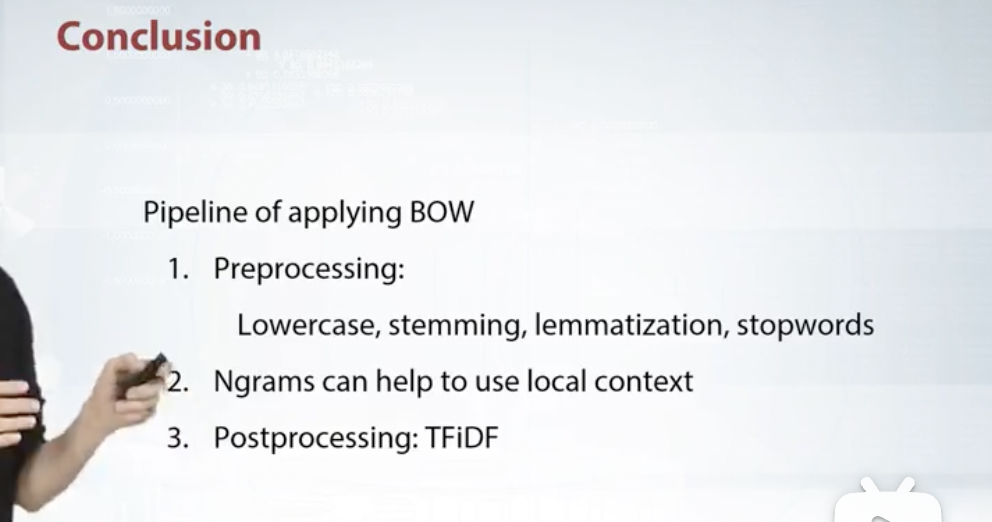 Conclusion
Pipeline of applying BOW
1. Preprocessing:
Lowercase, stemming, lemmatization, stopwords
2. Ngrams can help to use local context
3. Postprocessing: TFiDF